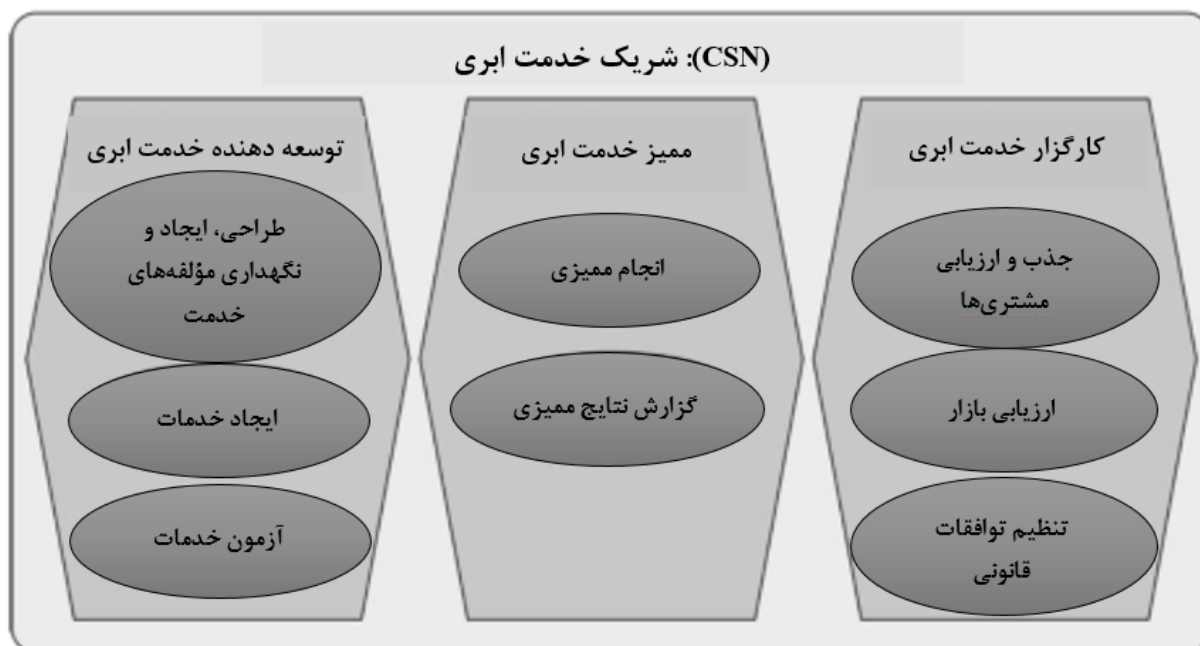 (CSN): شریک خدمت ابری
کارگزار خدمت ابری
جذب و ارزیابی
مشتری‌ها
ارزیابی بازار
تنظیم توافقات
قانونی
ممیز خدمت ابری
انجام ممیزی
گزارش نتایج ممیزی
توسعه دهنده خدمت ابری
طراحی، ایجاد و
نگهداری مؤلفه‌های
خدمت
ایجاد خدمات
آزمون خدمات